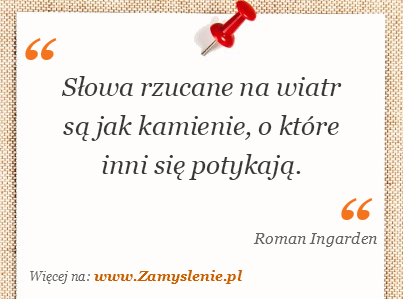 “
Słowa rzucane na wiatr
są jak kamienie, o które
inni się potykają.
“
Roman Ingarden
Więcej na: www.Zamyslenie.pl